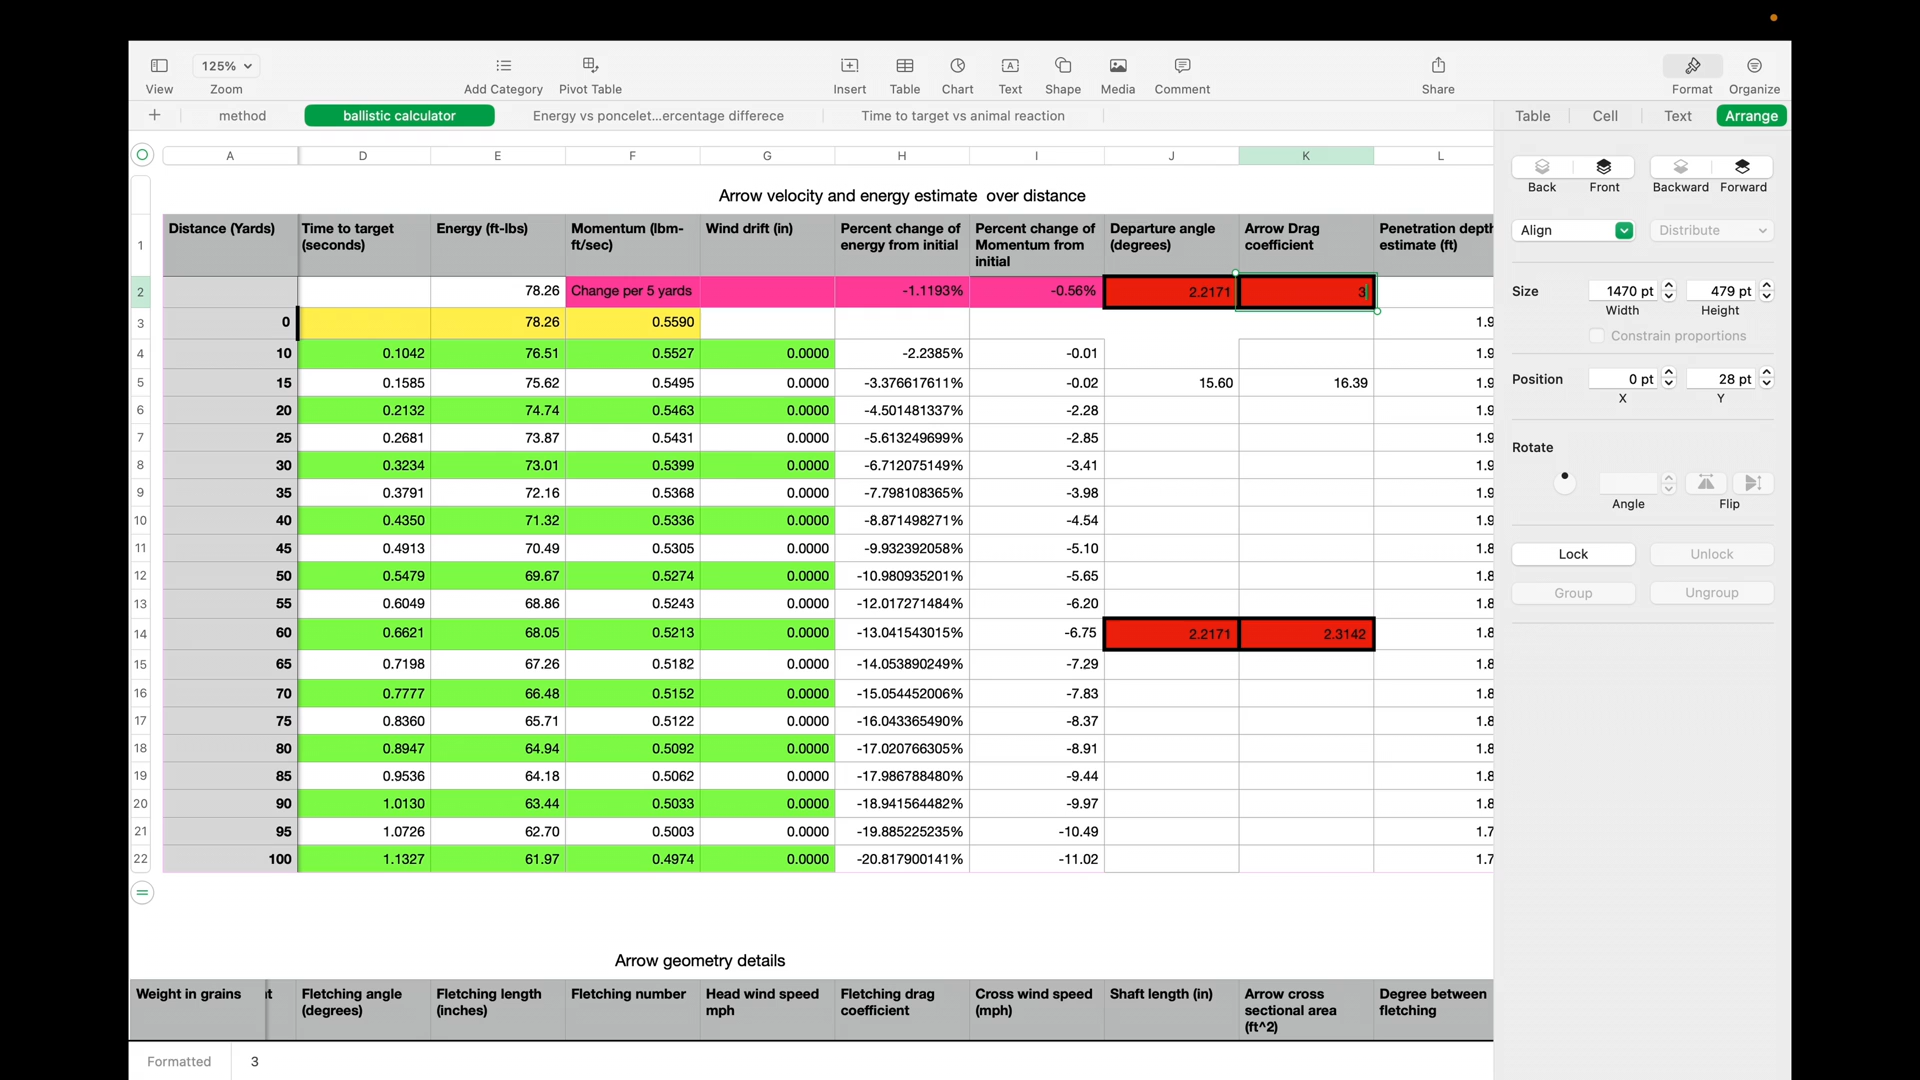 125%
View
Zoom
Add Category
Pivot Table
Insert
Table
Chart
Text
Shape
Media
Comment
Share
Format
Organize
method
ballistic calculator
Energy vs poncelet...ercentage differece
Time to target vs animal reaction
Table
Cell
Text
Arrange
A D E F G H I J K L
Arrow velocity and energy estimate over distance
Distance (Yards)
Time to target
(seconds)
Energy (ft-lbs)
Momentum (lbm-
ft/sec)
Wind drift (in)
Percent change of
energy from initial
Percent change of
Momentum from
initial
Departure angle
(degrees)
Arrow Drag
coefficient
Penetration depth
estimate (ft)
1
2 78.26 Change per 5 yards -1.1193% -0.56% 2.2171 3
3 0 78.26 0.5590 1.9
4 10 0.1042 76.51 0.5527 0.0000 -2.2385% -0.01 1.9
5 15 0.1585 75.62 0.5495 0.0000 -3.376617611% -0.02 15.60 16.39 1.9
6 20 0.2132 74.74 0.5463 0.0000 -4.501481337% -2.28 1.9
7 25 0.2681 73.87 0.5431 0.0000 -5.613249699% -2.85 1.9
8 30 0.3234 73.01 0.5399 0.0000 -6.712075149% -3.41 1.9
9 35 0.3791 72.16 0.5368 0.0000 -7.798108365% -3.98 1.9
10 40 0.4350 71.32 0.5336 0.0000 -8.871498271% -4.54 1.9
11 45 0.4913 70.49 0.5305 0.0000 -9.932392058% -5.10 1.8
12 50 0.5479 69.67 0.5274 0.0000 -10.980935201% -5.65 1.8
13 55 0.6049 68.86 0.5243 0.0000 -12.017271484% -6.20 1.8
14 60 0.6621 68.05 0.5213 0.0000 -13.041543015% -6.75 2.2171 2.3142 1.8
15 65 0.7198 67.26 0.5182 0.0000 -14.053890249% -7.29 1.8
16 70 0.7777 66.48 0.5152 0.0000 -15.054452006% -7.83 1.8
17 75 0.8360 65.71 0.5122 0.0000 -16.043365490% -8.37 1.8
18 80 0.8947 64.94 0.5092 0.0000 -17.020766305% -8.91 1.8
19 85 0.9536 64.18 0.5062 0.0000 -17.986788480% -9.44 1.8
20 90 1.0130 63.44 0.5033 0.0000 -18.941564482% -9.97 1.8
21 95 1.0726 62.70 0.5003 0.0000 -19.885225235% -10.49 1.7
22 100 1.1327 61.97 0.4974 0.0000 -20.817900141% -11.02 1.7
Arrow geometry details
Weight in grains
t
Fletching angle
(degrees)
Fletching length
(inches)
Fletching number
Head wind speed
mph
Fletching drag
coefficient
Cross wind speed
(mph)
Shaft length (in)
Arrow cross
sectional area
(ft^2)
Degree between
fletching
Formatted 3
Back
Front
Backward
Forward
Align
Distribute
Size
1470 pt
479 pt
Width
Height
Constrain proportions
Position
0 pt
28 pt
X
Y
Rotate
Angle
Flip
Lock
Unlock
Group
Ungroup